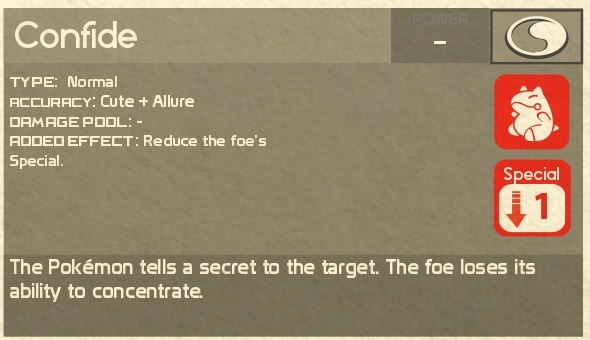 Confide
POWER
–
TYPE: Normal
ACCURACY: Cute + Allure
DAMAGE POOL: -
ADDED EFFECT: Reduce the foe's
Special.
Special
1
The Pokémon tells a secret to the target. The foe loses its
ability to concentrate.